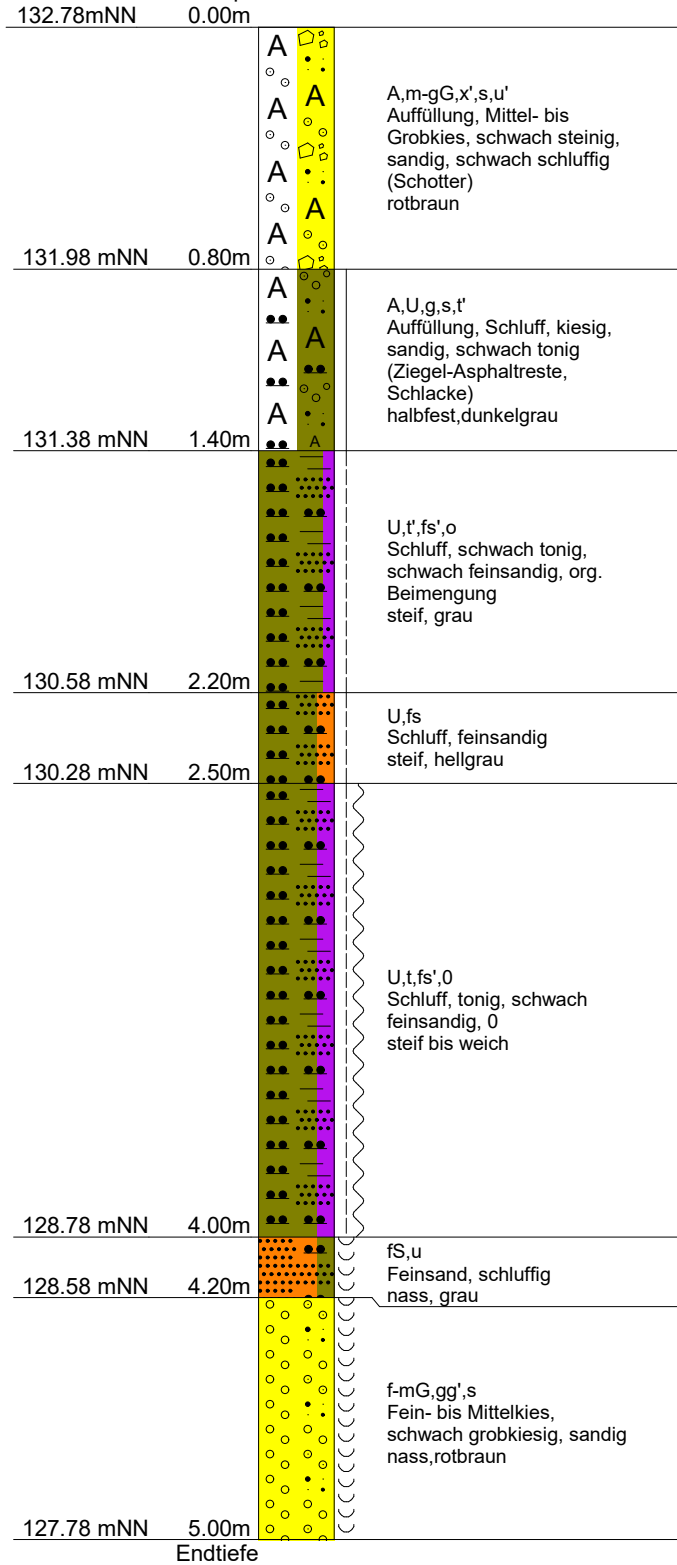 132.78mNN 0.00m
A,m-gG,x',s,u'
Auffüllung, Mittel- bis
Grobkies, schwach steinig,
sandig, schwach schluffig
(Schotter)
rotbraun
131.98 mNN 0.80m
A,U,g,s,t'
Auffüllung, Schluff, kiesig,
sandig, schwach tonig
(Ziegel-Asphaltreste,
Schlacke)
halbfest,dunkelgrau
131.38 mNN 1.40m
U,t',fs',o
Schluff, schwach tonig,
schwach feinsandig, org.
Beimengung
steif, grau
130.58 mNN 2.20m
U,fs
Schluff, feinsandig
steif, hellgrau
130.28 mNN 2.50m
U,t,fs',0
Schluff, tonig, schwach
feinsandig, 0
steif bis weich
128.78 mNN 4.00m
fS,u
Feinsand, schluffig
nass, grau
128.58 mNN 4.20m
f-mG,gg',s
Fein- bis Mittelkies,
schwach grobkiesig, sandig
nass,rotbraun
127.78 mNN 5.00m
Endtiefe
A
A
A
A
A
A
A
A
A
A
A